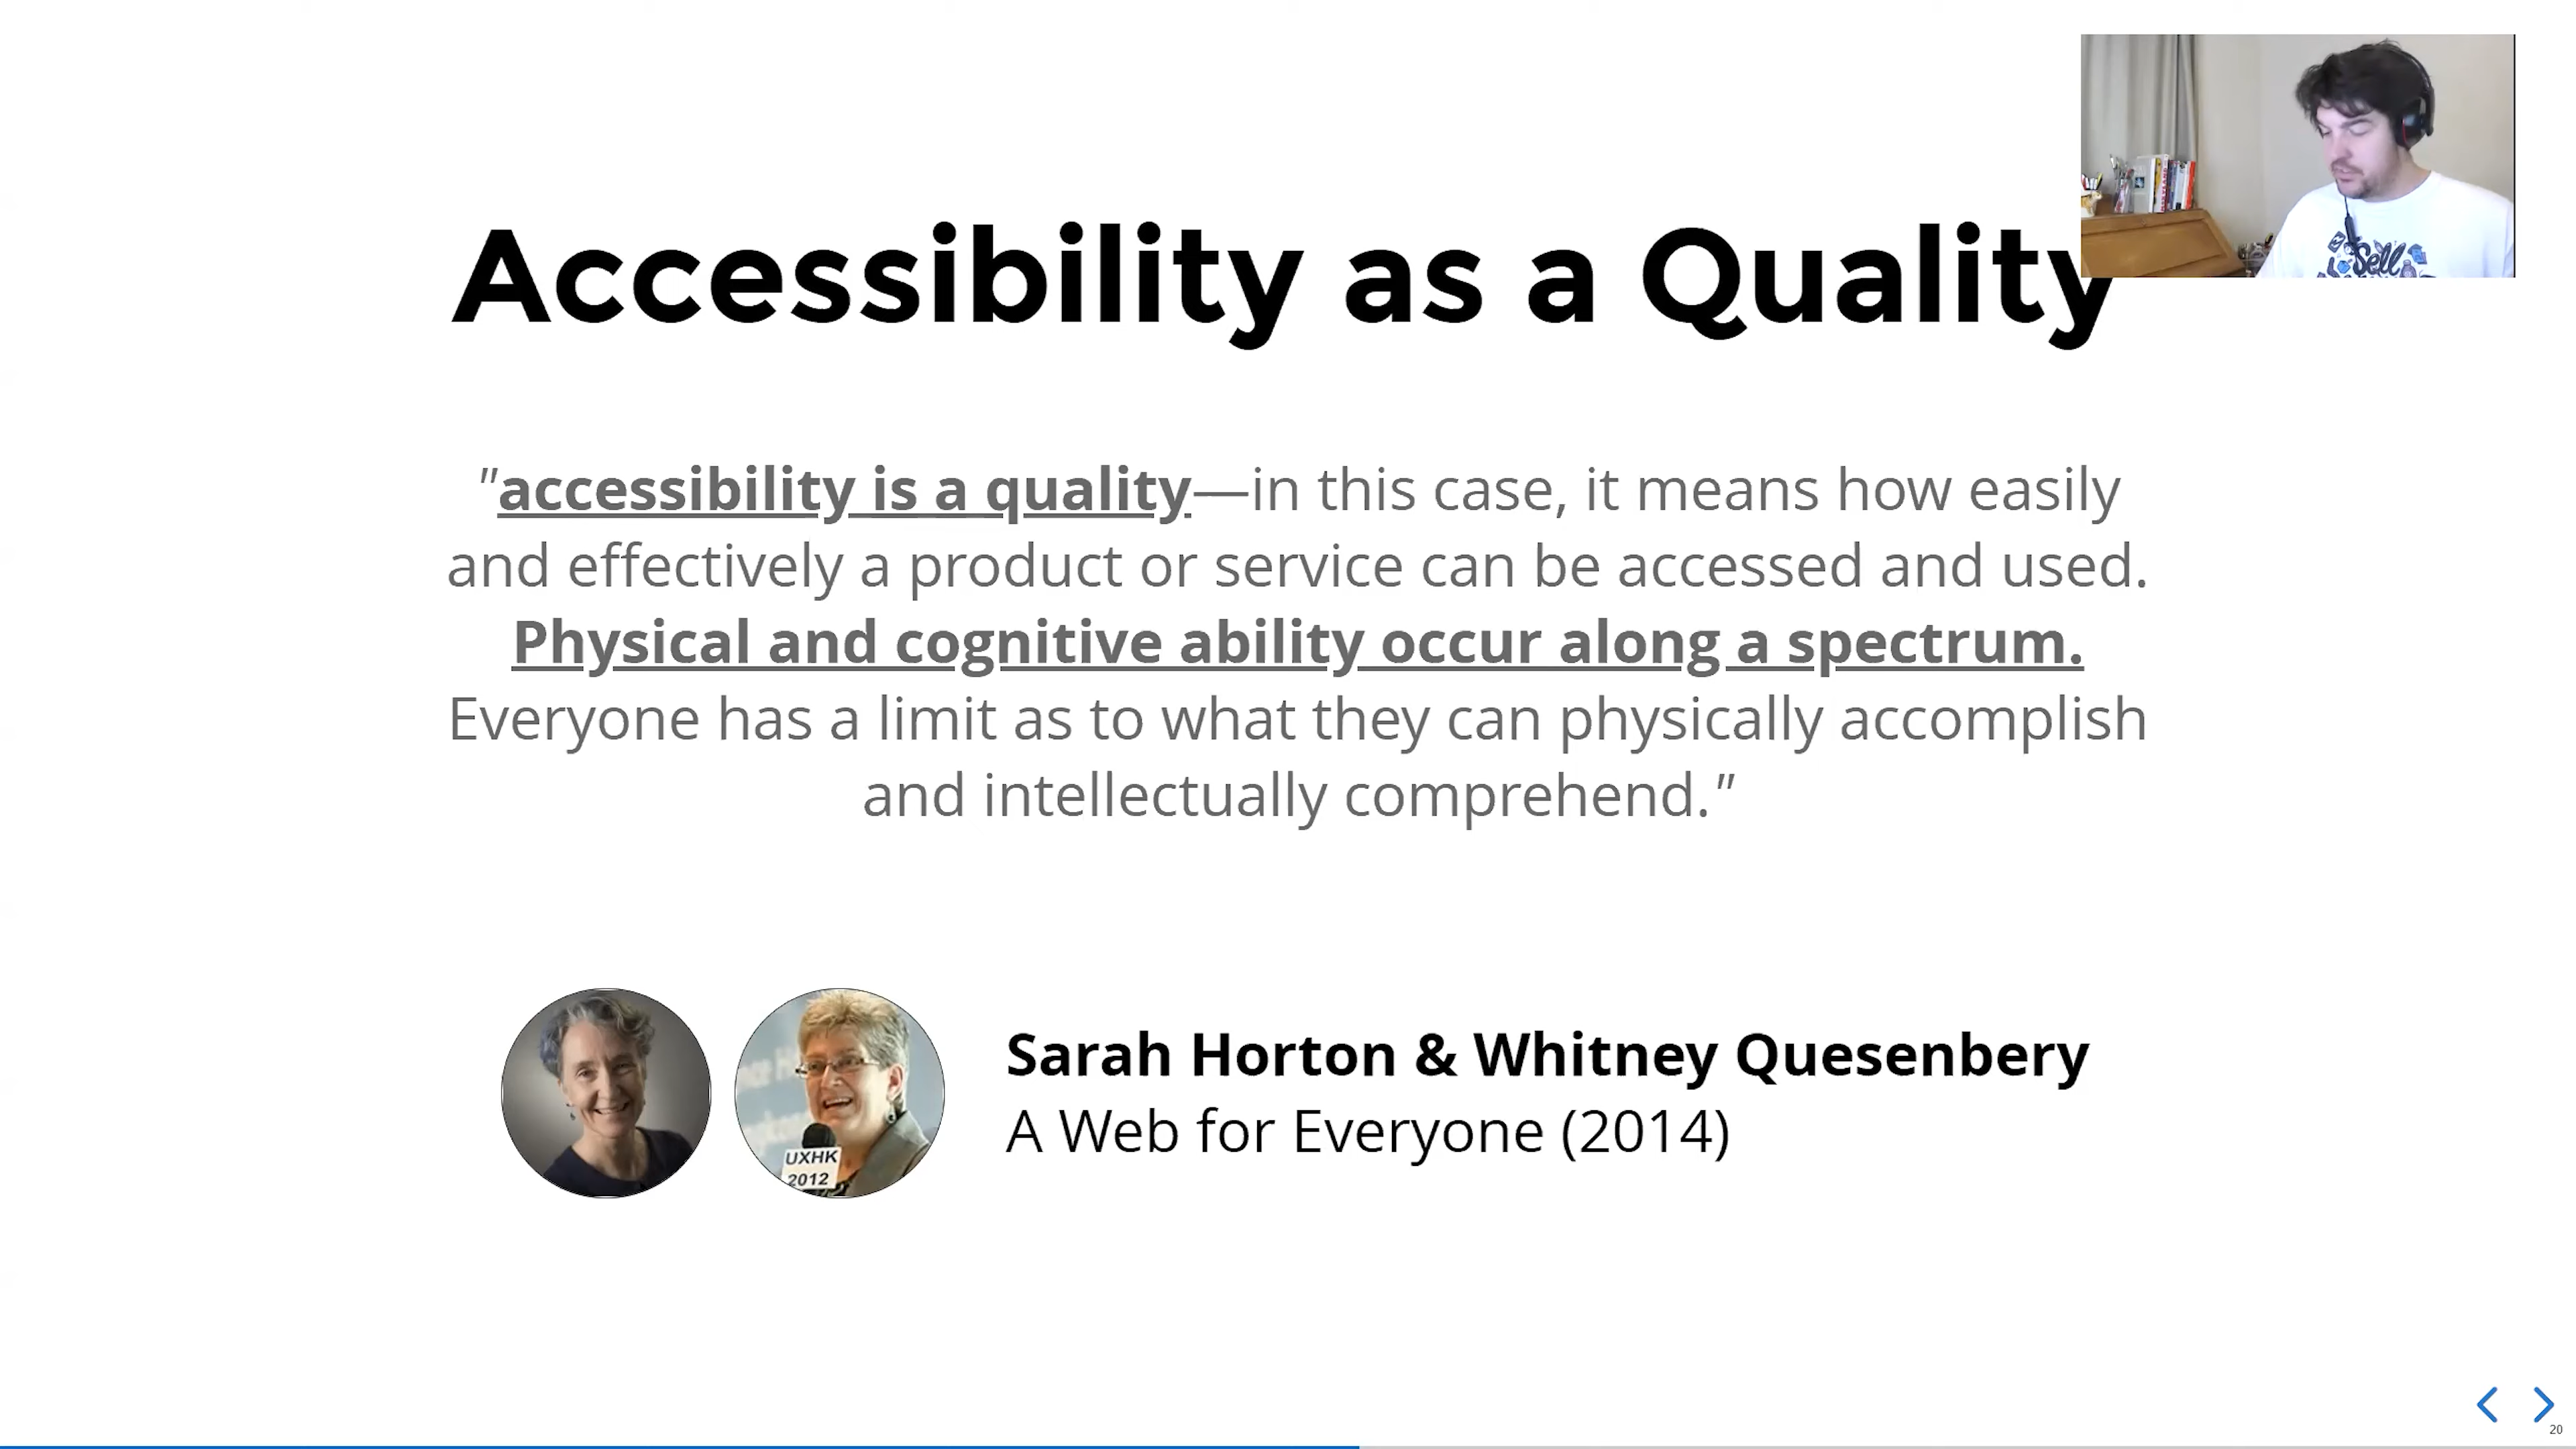 Accessibility as a Quality
Sell
"accessibility is a quality—in this case, it means how easily
and effectively a product or service can be accessed and used.
Physical and cognitive ability occur along a spectrum.
Everyone has a limit as to what they can physically accomplish
and intellectually comprehend."
Sarah Horton & Whitney Quesenbery
A Web for Everyone (2014)
UXHK
2012
20